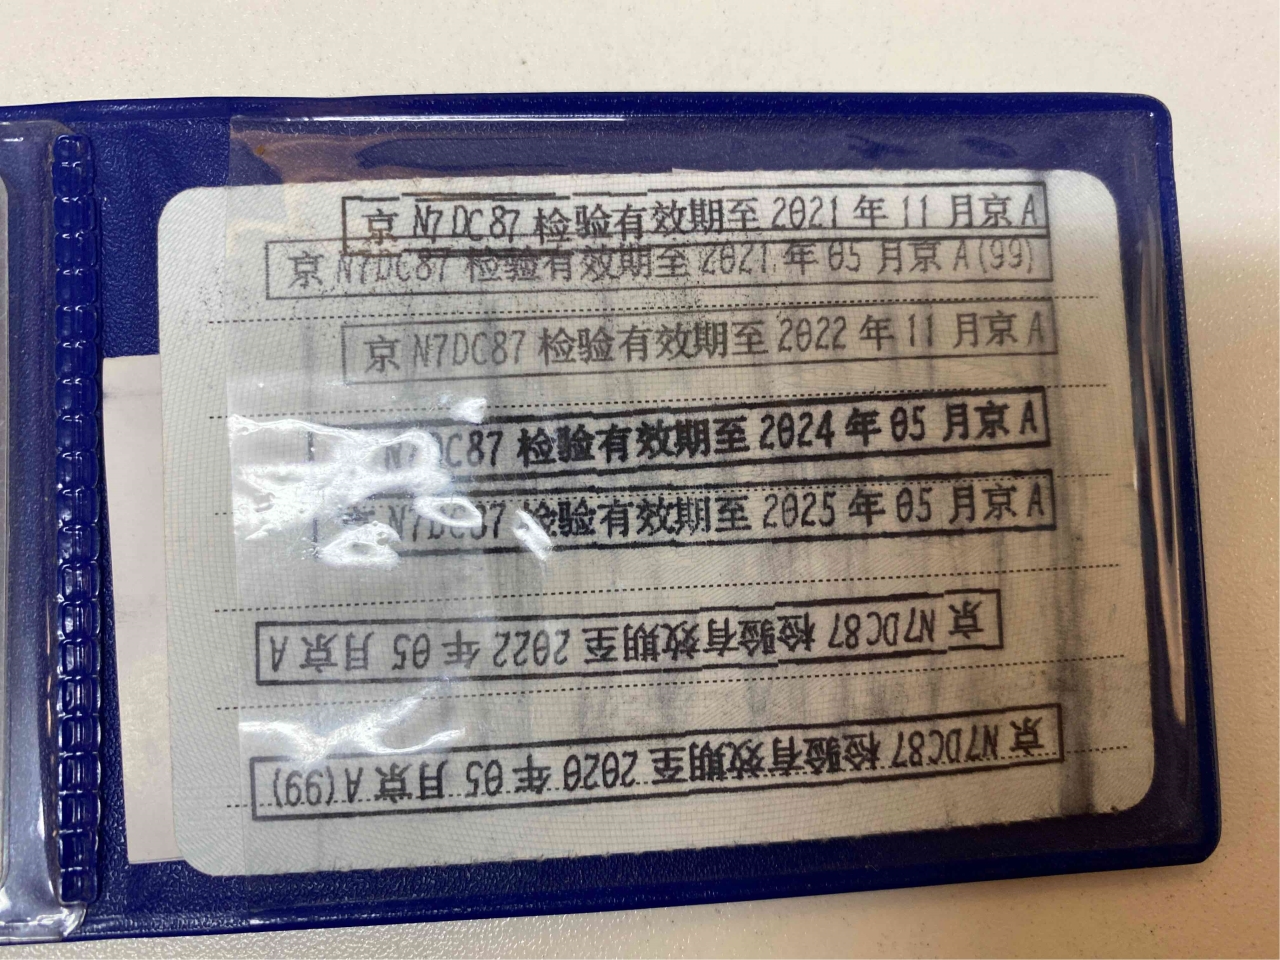 京 N7DC87 检验有效期至 2021 年 11 月京 A
京 N7DC87 检验有效期至 2021 年 05 月京 A(99)
京 N7DC87 检验有效期至 2022 年 11 月京 A
DC87 检验有效期至 2024 年 05 月京 A
N7DC87 检验有效期至 2025 年 05 月京 A
京 N7DC87 检验有效期至 2022 年 05 月京 A
京 N7DC87 检验有效期至 2020 年 05 月京 A(99)